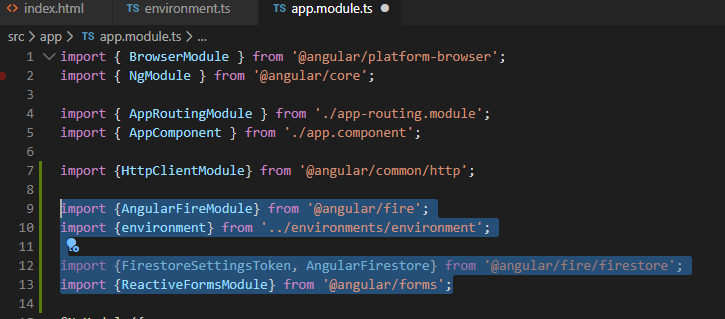 <> index.html TS environment.ts TS app.module.ts ●
src > app > TS app.module.ts > ...
1 import { BrowserModule } from '@angular/platform-browser';
2 import { NgModule } from '@angular/core';
3
4 import { AppRoutingModule } from './app-routing.module';
5 import { AppComponent } from './app.component';
6
7 import {HttpClientModule} from '@angular/common/http';
8
9 import {AngularFireModule} from '@angular/fire';
10 import {environment} from '../environments/environment';
11
12 import {FirestoreSettingsToken, AngularFirestore} from '@angular/fire/firestore';
13 import {ReactiveFormsModule} from '@angular/forms';
14